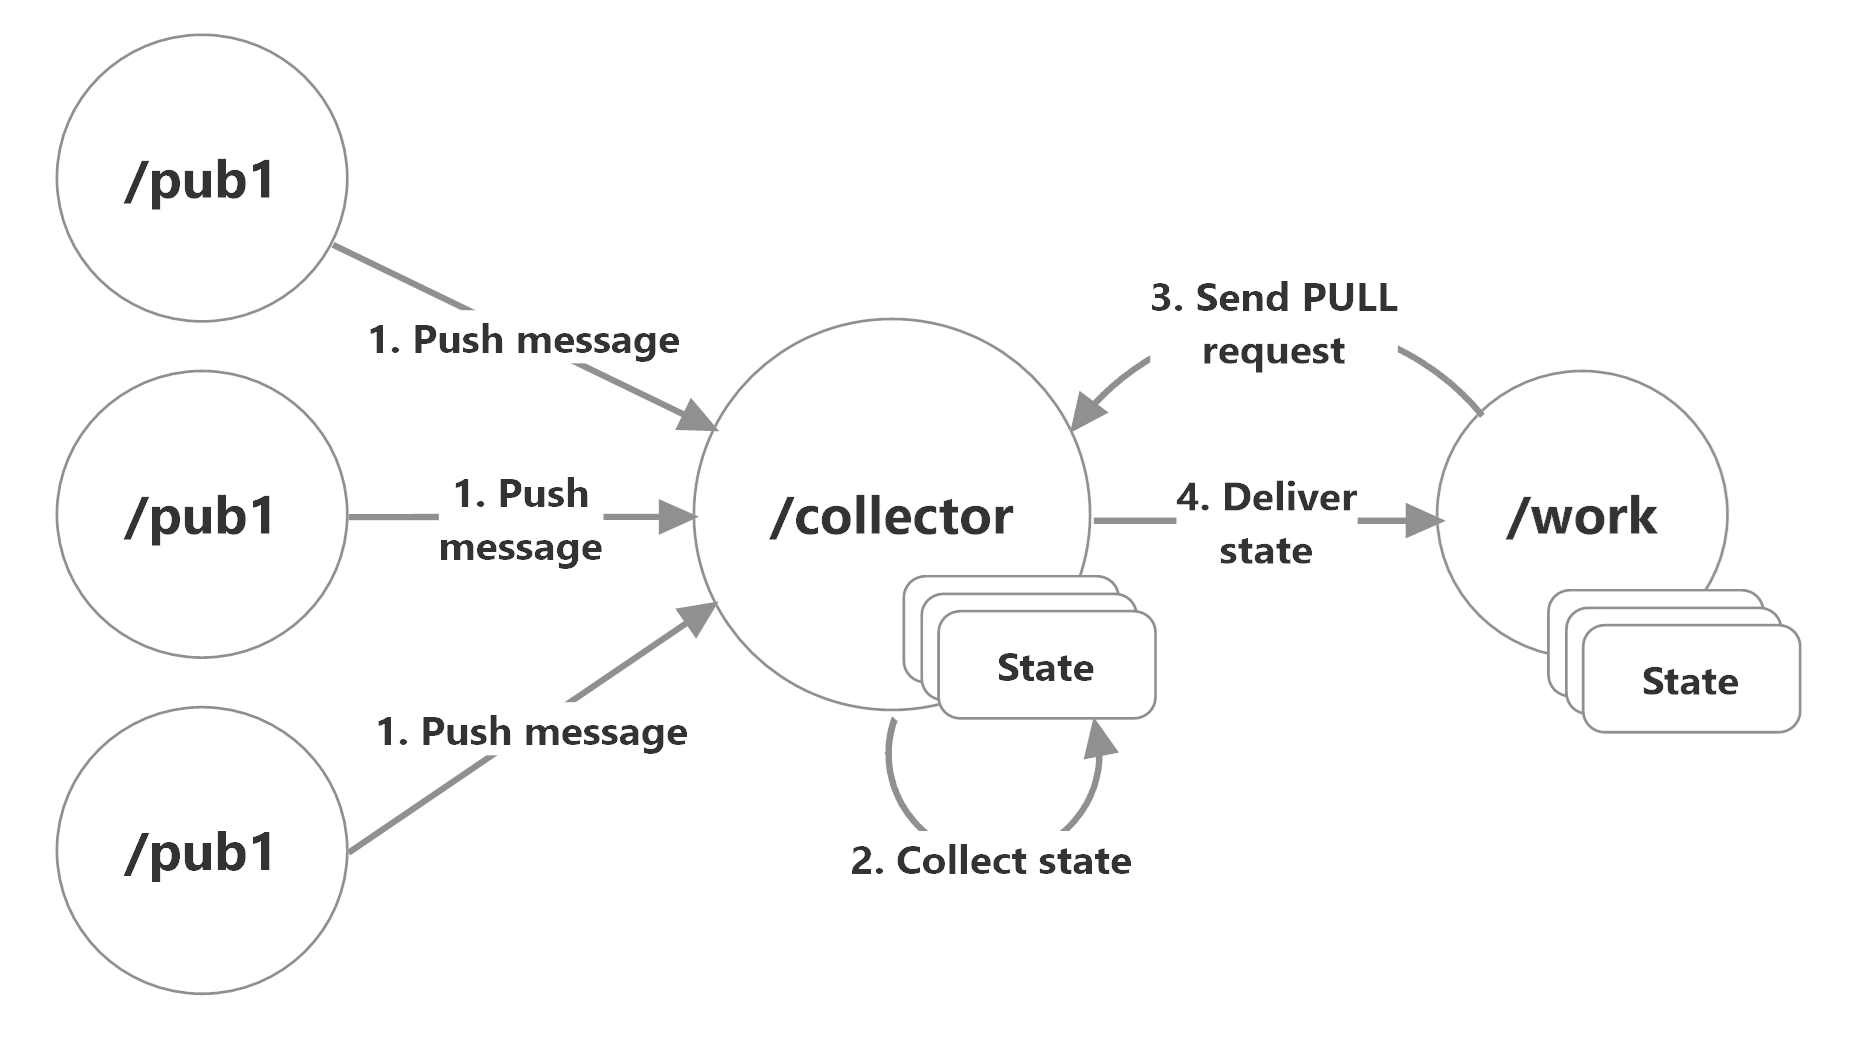 /pub1
1. Push message
/pub1
1. Push
message
/pub1
1. Push message
/collector
State
2. Collect state
3. Send PULL
request
4. Deliver
state
/work
State